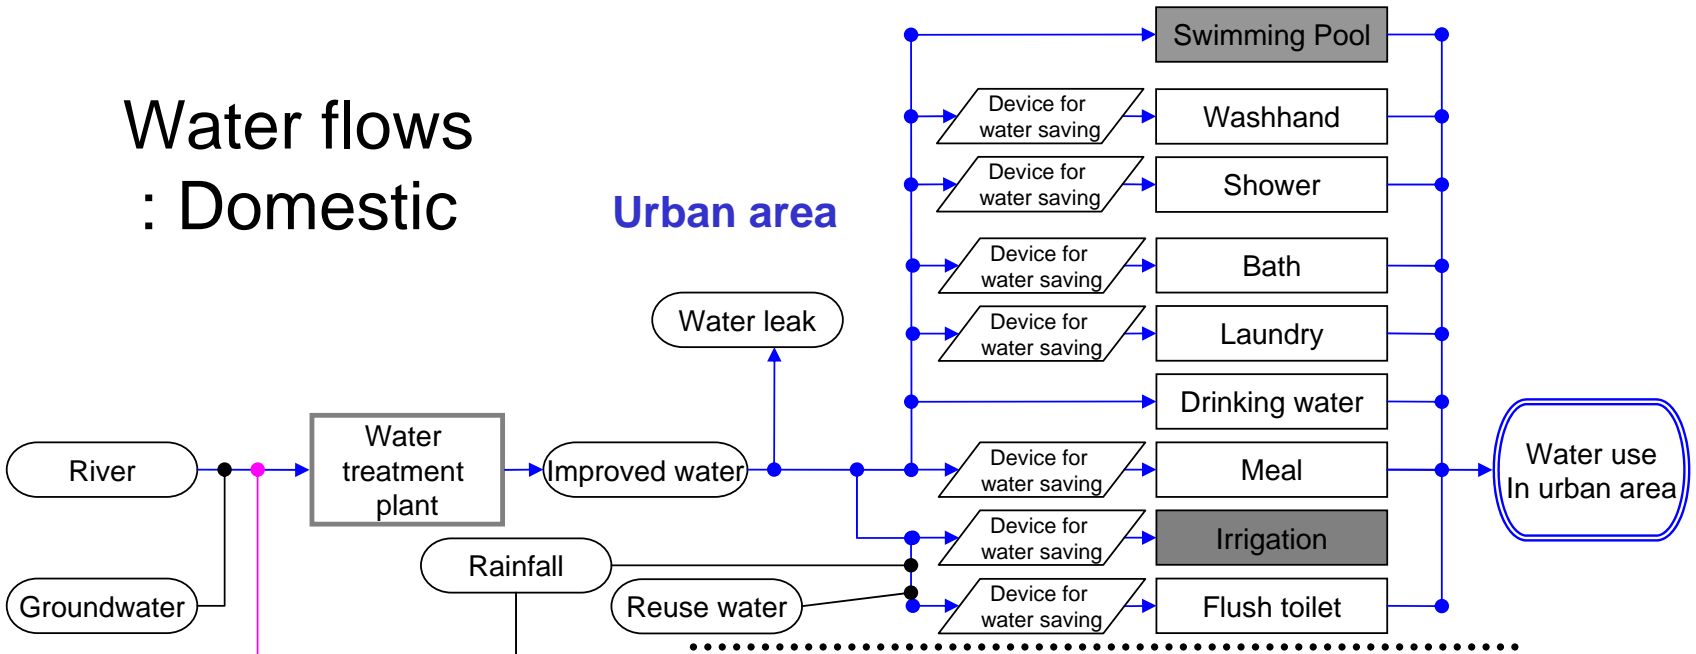 Water flows
: Domestic
Urban area
Swimming Pool
Device for
water saving
Washhand
Device for
water saving
Shower
Device for
water saving
Bath
Device for
water saving
Laundry
Drinking water
Device for
water saving
Meal
Device for
water saving
Irrigation
Device for
water saving
Flush toilet
Water leak
River
Water
treatment
plant
Improved water
Water use
In urban area
Rainfall
Groundwater
Reuse water